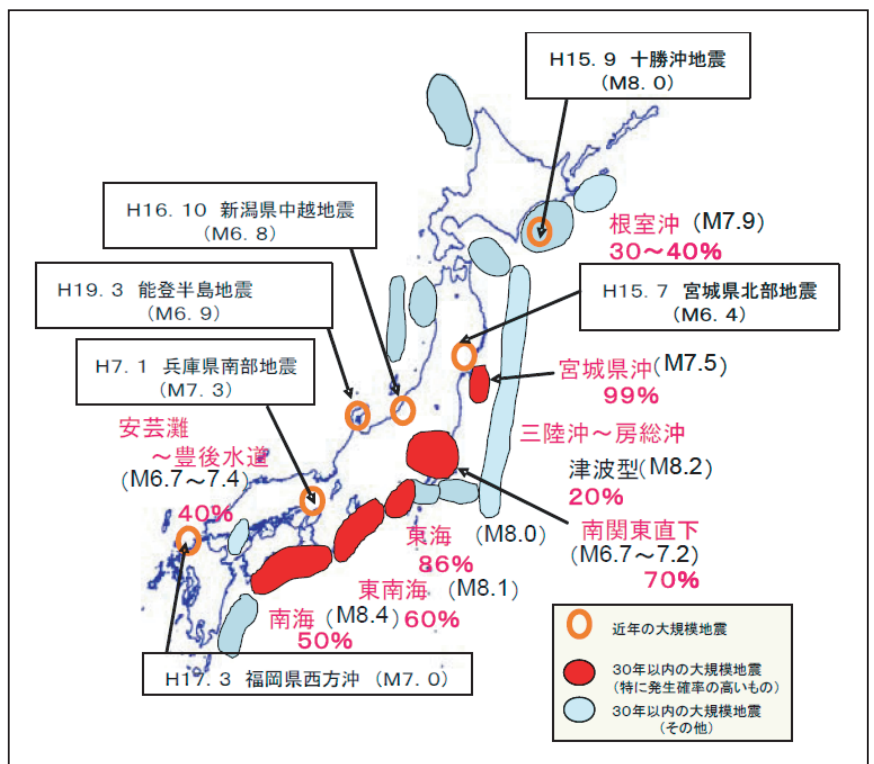 H15．9 十勝沖地震
（M8．0）
H16．10 新潟県中越地震
（M6．8）
根室沖（M7.9）
30～40%
H19．3 能登半島地震
（M6．9）
H15．7 宮城県北部地震
（M6．4）
H7．1 兵庫県南部地震
（M7．3）
宮城県沖（M7.5）
99%
安芸灘
～豊後水道
（M6.7～7.4）
40%
三陸沖～房総沖
津波型（M8.2）
20%
南関東直下
（M6.7～7.2）
70%
東海（M8.0）
86%
東南海（M8.1）
60%
南海（M8.4）
50%
H17．3 福岡県西方沖（M7．0）
近年の大規模地震
30年以内の大規模地震
（特に発生確率の高いもの）
30年以内の大規模地震
（その他）